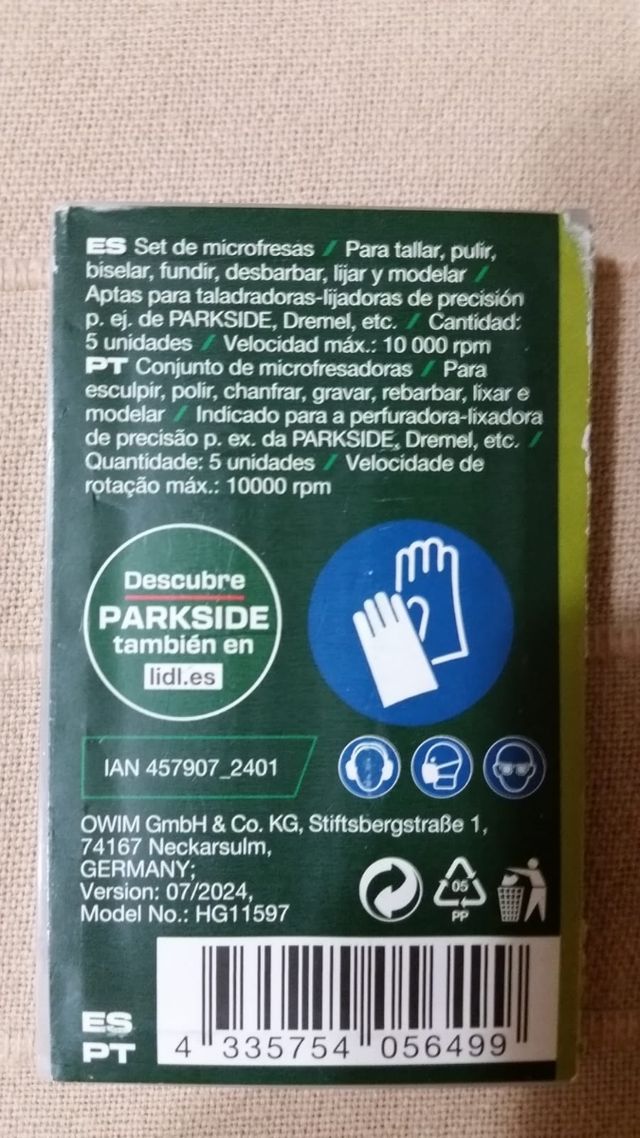 ES Set de microfresas / Para tallar, pulir,
biselar, fundir, desbarbar, lijar y modelar /
Aptas para taladradoras-lijadoras de precisión
p. ej. de PARKSIDE, Dremel, etc. / Cantidad:
5 unidades / Velocidad máx.: 10 000 rpm
PT Conjunto de microfresadoras / Para
esculpir, polir, chanfrar, gravar, rebarbar, lixar e
modelar / Indicado para a perfuradora-lixadora
de precisão p. ex. da PARKSIDE, Dremel, etc. /
Quantidade: 5 unidades / Velocidade de
rotação máx.: 10000 rpm
Descubre
PARKSIDE
también en
lidl.es
IAN 457907_2401
OWIM GmbH & Co. KG, Stiftsbergstraße 1,
74167 Neckarsulm,
GERMANY;
Version: 07/2024,
Model No.: HG11597
05
PP
ES
PT
4 335754 056499